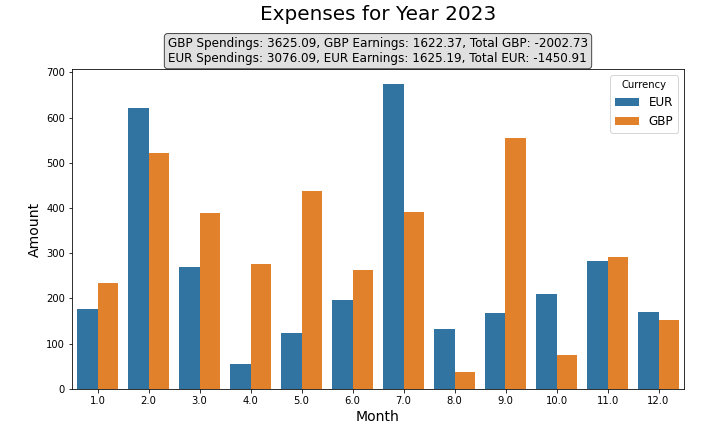 Expenses for Year 2023
GBP Spendings: 3625.09, GBP Earnings: 1622.37, Total GBP: -2002.73
EUR Spendings: 3076.09, EUR Earnings: 1625.19, Total EUR: -1450.91
Currency
EUR
GBP
Amount
700
600
500
400
300
200
100
0
1.0 2.0 3.0 4.0 5.0 6.0 7.0 8.0 9.0 10.0 11.0 12.0
Month